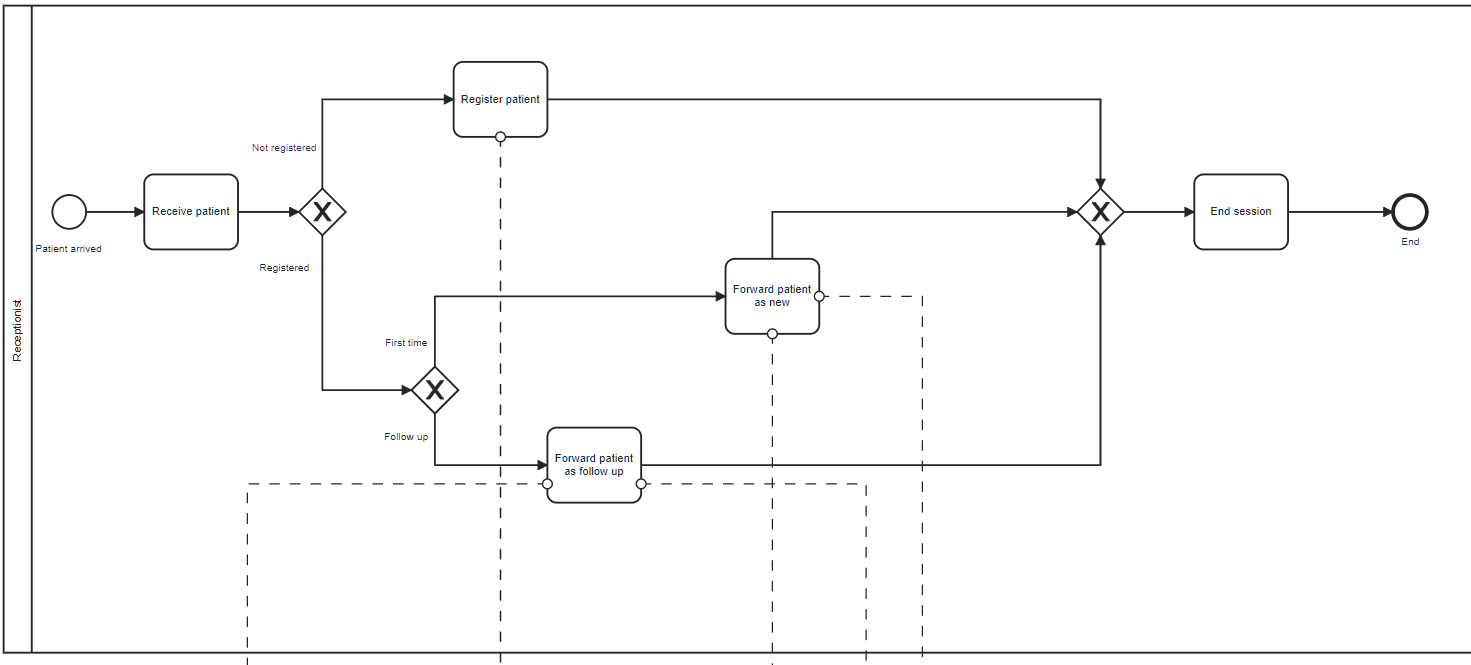 Receptionist
Patient arrived
Receive patient
Not registered
Registered
Register patient
First time
Follow up
Forward patient
as new
Forward patient
as follow up
End session
End